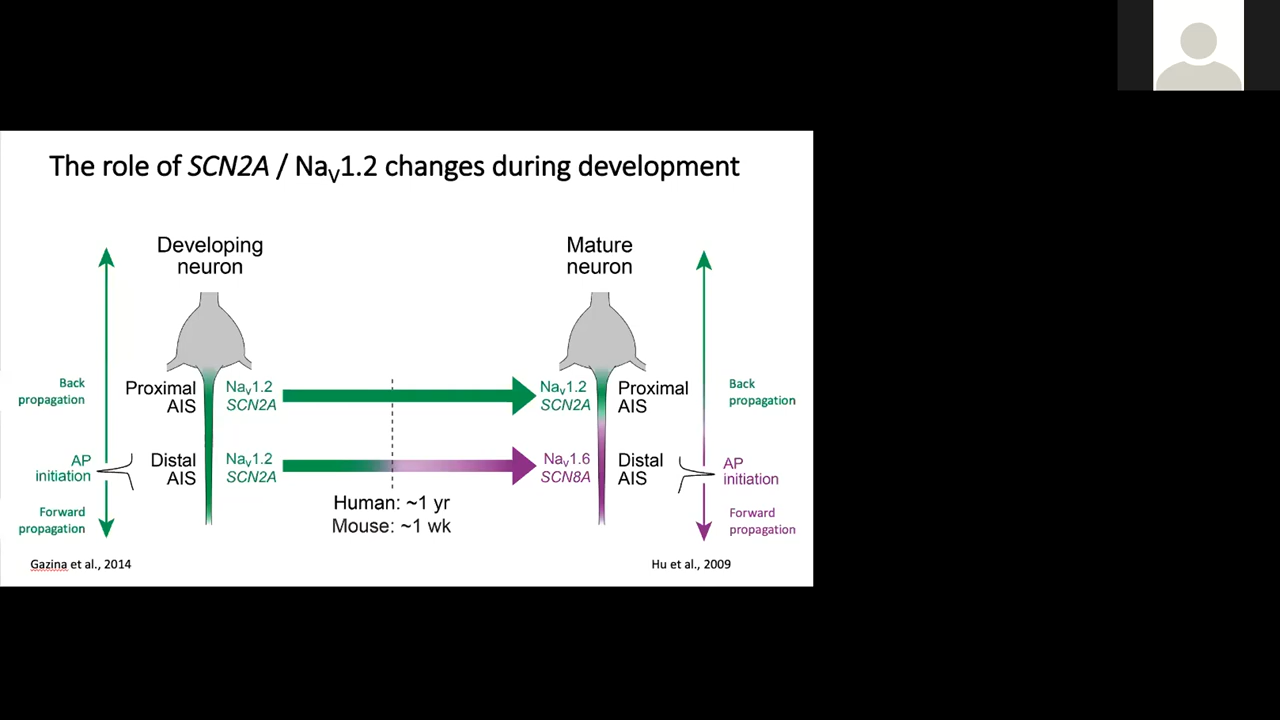 The role of SCN2A / NaV1.2 changes during development
Developing
neuron
Mature
neuron
Back
propagation
Proximal
AIS
NaV1.2
SCN2A
NaV1.2
SCN2A
Proximal
AIS
Back
propagation
AP
initiation
Distal
AIS
NaV1.2
SCN2A
NaV1.6
SCN8A
Distal
AIS
AP
initiation
Human: ~1 yr
Mouse: ~1 wk
Forward
propagation
Forward
propagation
Gazina et al., 2014
Hu et al., 2009